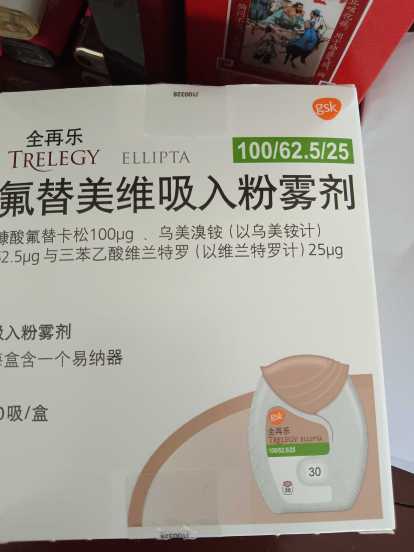 gsk
全再乐
TRELEGY ELLIPTA 100/62.5/25
氟替美维吸入粉雾剂
糠酸氟替卡松100μg 、乌美溴铵（以乌美铵计）
2.5μg 与三苯乙酸维兰特罗（以维兰特罗计）25μg
吸入粉雾剂
每盒含一个易纳器
0吸/盒
gsk
全再乐
TRELEGY ELLIPTA
100/62.5/25
30